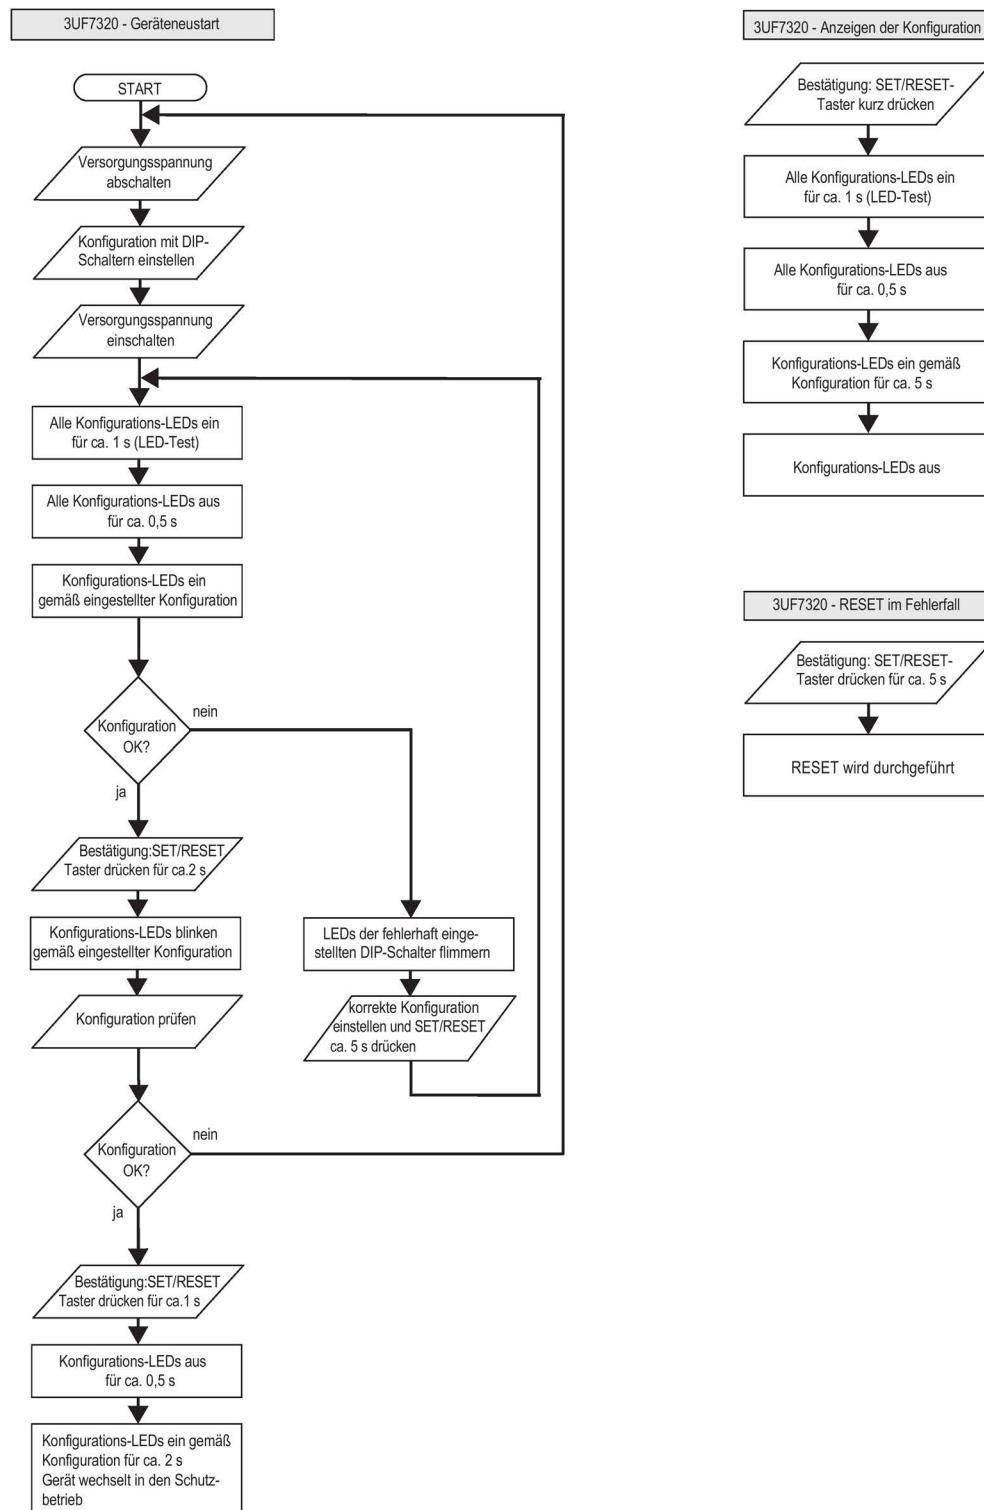 3UF7320 - Geräteneustart
START
Versorgungsspannung
abschalten
Konfiguration mit DIP-
Schaltern einstellen
Versorgungsspannung
einschalten
Alle Konfigurations-LEDs ein
für ca. 1 s (LED-Test)
Alle Konfigurations-LEDs aus
für ca. 0,5 s
Konfigurations-LEDs ein
gemäß eingestellter Konfiguration
Konfiguration
OK?
nein
ja
Bestätigung:SET/RESET
Taster drücken für ca.2 s
Konfigurations-LEDs blinken
gemäß eingestellter Konfiguration
Konfiguration prüfen
LEDs der fehlerhaft einge-
stellten DIP-Schalter flimmern
korrekte Konfiguration
einstellen und SET/RESET
ca. 5 s drücken
Konfiguration
OK?
nein
ja
Bestätigung:SET/RESET
Taster drücken für ca.1 s
Konfigurations-LEDs aus
für ca. 0,5 s
Konfigurations-LEDs ein gemäß
Konfiguration für ca. 2 s
Gerät wechselt in den Schutz-
betrieb
3UF7320 - Anzeigen der Konfiguration
Bestätigung: SET/RESET-
Taster kurz drücken
Alle Konfigurations-LEDs ein
für ca. 1 s (LED-Test)
Alle Konfigurations-LEDs aus
für ca. 0,5 s
Konfigurations-LEDs ein gemäß
Konfiguration für ca. 5 s
Konfigurations-LEDs aus
3UF7320 - RESET im Fehlerfall
Bestätigung: SET/RESET-
Taster drücken für ca. 5 s
RESET wird durchgeführt